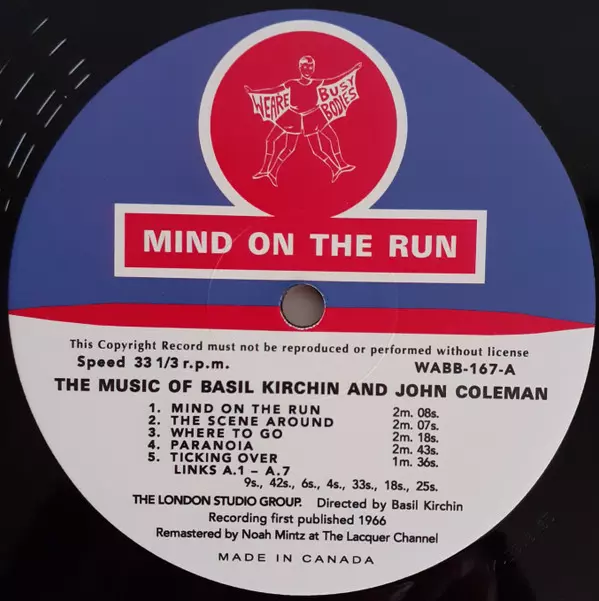 WE ARE BUSY BODIES
MIND ON THE RUN
This Copyright Record must not be reproduced or performed without license
Speed 33 1/3 r.p.m. WABB-167-A
THE MUSIC OF BASIL KIRCHIN AND JOHN COLEMAN
1. MIND ON THE RUN 2m. 08s.
2. THE SCENE AROUND 2m. 07s.
3. WHERE TO GO 2m. 18s.
4. PARANOIA 2m. 43s.
5. TICKING OVER 1m. 36s.
LINKS A.1 – A.7
9s., 42s., 6s., 4s., 33s., 18s., 25s.
THE LONDON STUDIO GROUP. Directed by Basil Kirchin
Recording first published 1966
Remastered by Noah Mintz at The Lacquer Channel
MADE IN CANADA